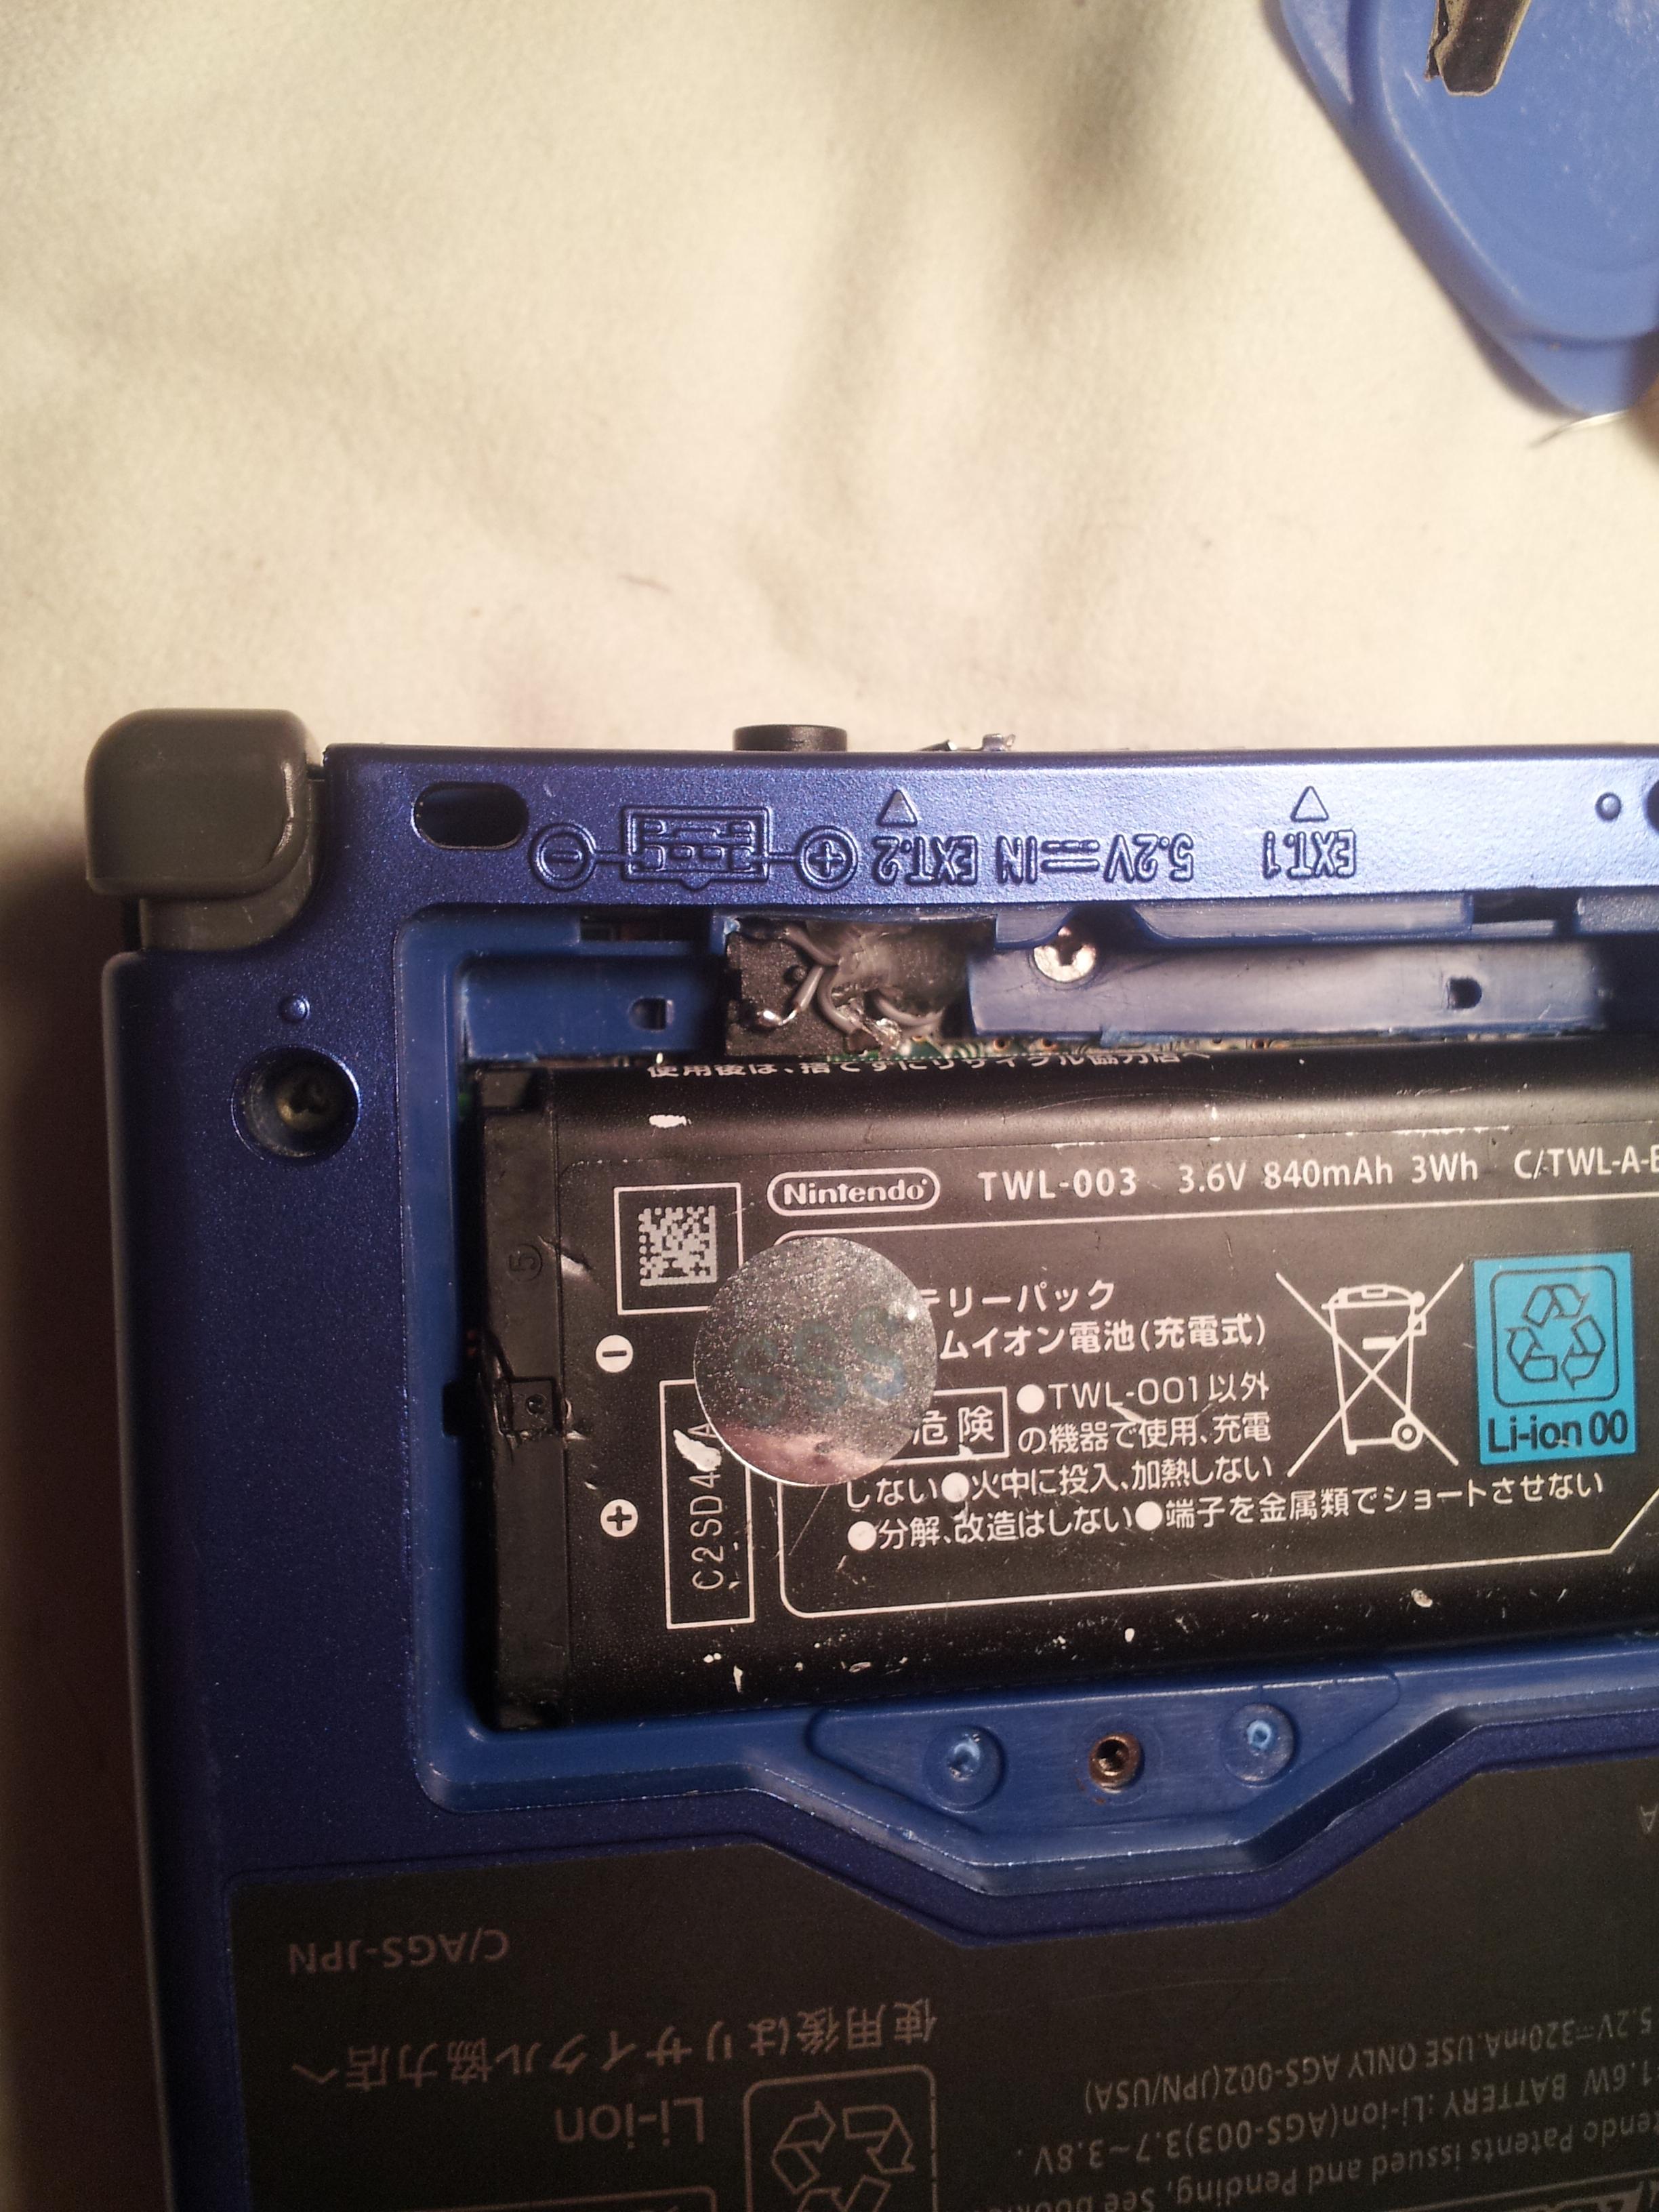 EXT.2 IN 5.2V EXT.1
使用後は、捨てずにリサイクル協力店へ
Nintendo TWL-003 3.6V 840mAh 3Wh C/TWL-A-
5
SSS
テリーパック
ムイオン電池(充電式)
危険 ●TWL-001以外
の機器で使用、充電
しない●火中に投入、加熱しない
●分解、改造はしない●端子を金属類でショートさせない
Li-ion 00
C2SD4
C/AGS-JPN
使用後はリサイクル協力店へ
Li-ion
5.2V 320mA.USE ONLY AGS-002(JPN/USA)
1.6W BATTERY: Li-ion(AGS-003)3.7~3.8V.
Patents issued and Pending, See